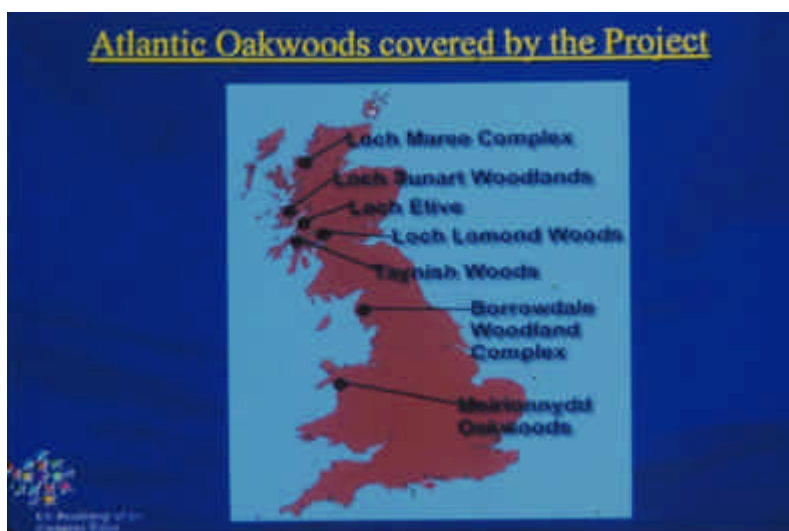 Atlantic Oakwoods covered by the Project
Loch Maree Complex
Loch Sunart Woodlands
Loch Etive
Loch Lomond Woods
Taynish Woods
Borrowdale
Woodland
Complex
Meirionnydd
Oakwoods